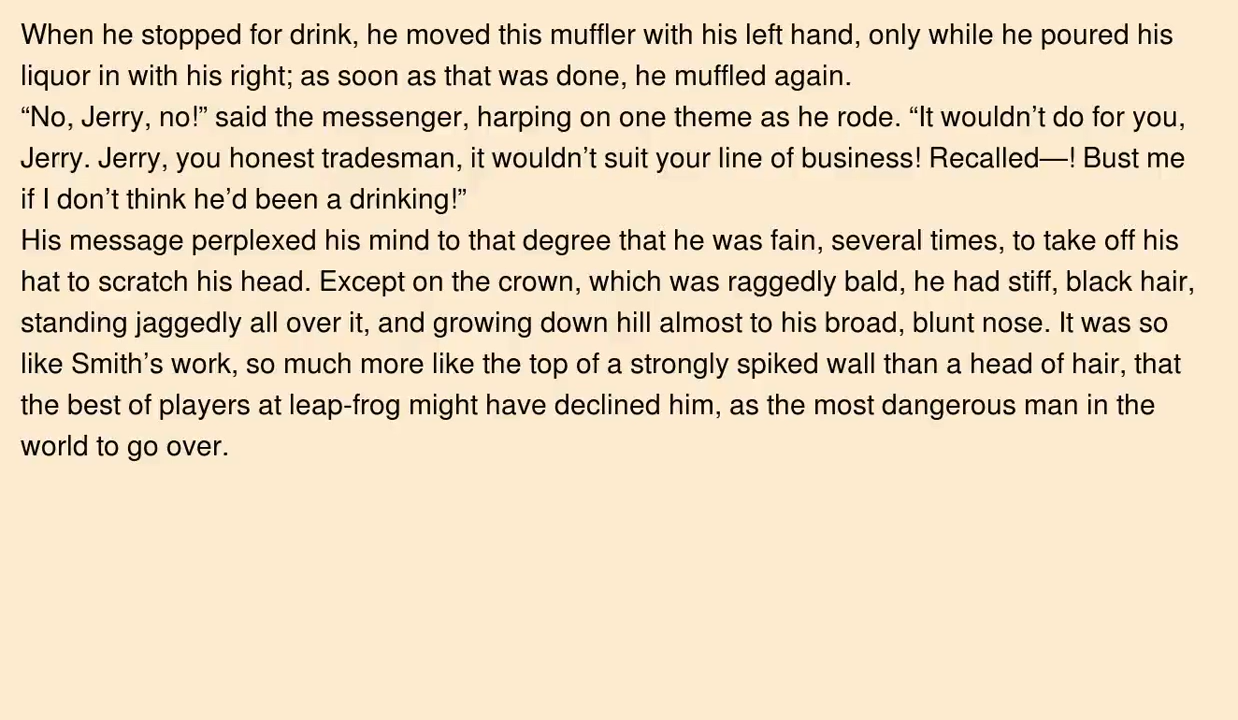 When he stopped for drink, he moved this muffler with his left hand, only while he poured his
liquor in with his right; as soon as that was done, he muffled again.
“No, Jerry, no!” said the messenger, harping on one theme as he rode. “It wouldn’t do for you,
Jerry. Jerry, you honest tradesman, it wouldn’t suit your line of business! Recalled—! Bust me
if I don’t think he’d been a drinking!”
His message perplexed his mind to that degree that he was fain, several times, to take off his
hat to scratch his head. Except on the crown, which was raggedly bald, he had stiff, black hair,
standing jaggedly all over it, and growing down hill almost to his broad, blunt nose. It was so
like Smith’s work, so much more like the top of a strongly spiked wall than a head of hair, that
the best of players at leap-frog might have declined him, as the most dangerous man in the
world to go over.